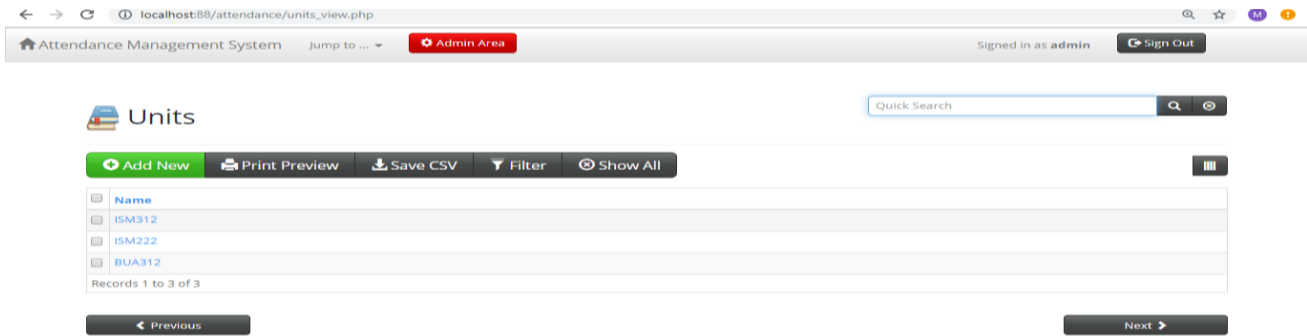 localhost:88/attendance/units_view.php
M
Attendance Management System Jump to ... Admin Area Signed in as admin Sign Out
Units
Quick Search
Add New Print Preview Save CSV Filter Show All
Name
ISM312
ISM222
BUA312
Records 1 to 3 of 3
Previous Next